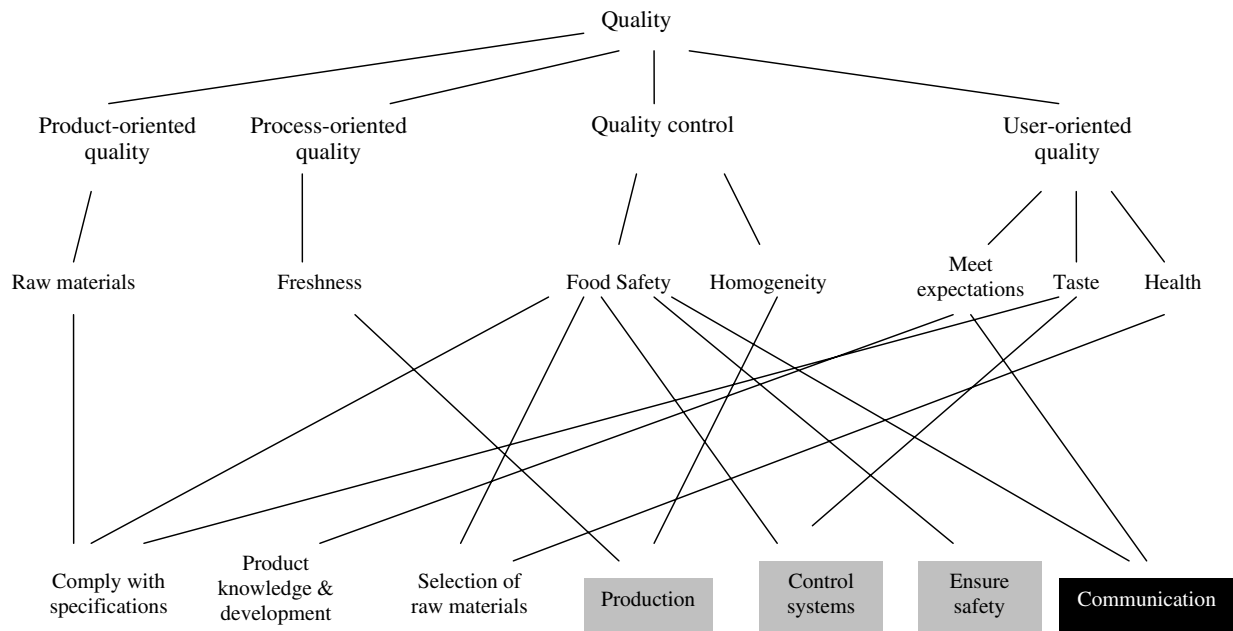 Quality
Product-oriented
quality
Process-oriented
quality
Quality control
User-oriented
quality
Raw materials
Freshness
Food Safety
Homogeneity
Meet
expectations
Taste
Health
Comply with
specifications
Product
knowledge &
development
Selection of
raw materials
Production
Control
systems
Ensure
safety
Communication